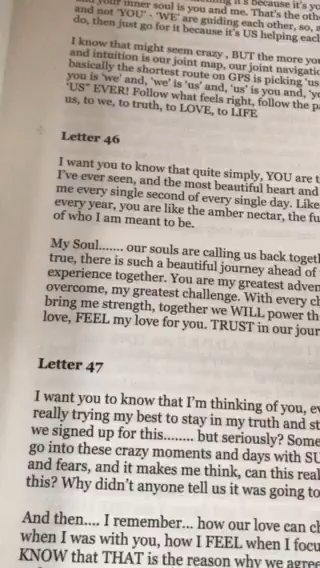 your inner soul is you and me. That's the oth
and not 'YOU' - 'WE' are guiding each other, so, a
do, then just go for it because it's US helping each
I know that might seem crazy , BUT the more you
and intuition is our joint map, our joint navigatio
basically the shortest route on GPS is picking 'us
you is 'we' and, 'we' is 'us' and, 'us' is you and, 'yo
'US" EVER! Follow what feels right, follow the p
us, to we, to truth, to LOVE, to LIFE
Letter 46
I want you to know that quite simply, YOU are t
I've ever seen, and the most beautiful heart and
me every single second of every single day. Like
every year, you are like the amber nectar, the fu
of who I am meant to be.
My Soul....... our souls are calling us back toget
true, there is such a beautiful journey ahead of
experience together. You are my greatest adven
overcome, my greatest challenge. With every ch
bring me strength, together we WILL power th
love, FEEL my love for you. TRUST in our jour
Letter 47
I want you to know that I'm thinking of you, ev
really trying my best to stay in my truth and st
we signed up for this........ but seriously? Some
go into these crazy moments and days with SU
and fears, and it makes me think, can this real
this? Why didn't anyone tell us it was going to
And then.... I remember... how our love can ch
when I was with you, how I FEEL when I focu
KNOW that THAT is the reason why we agree